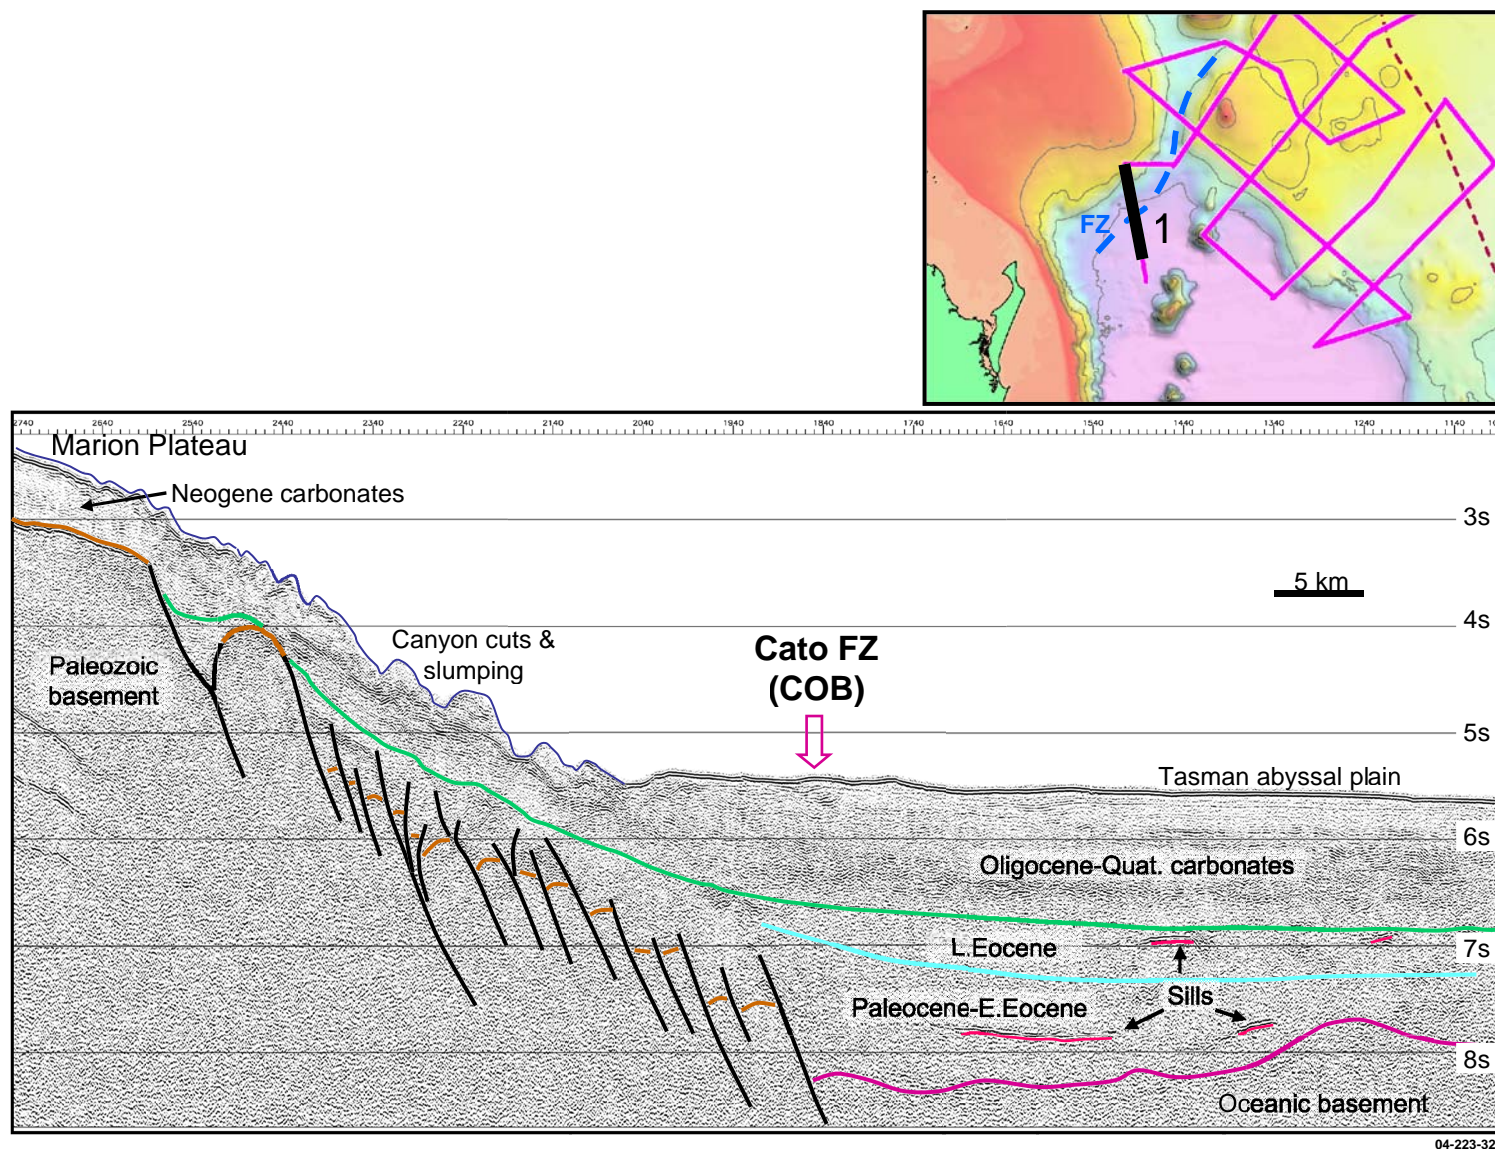 FZ
1
2740 2640 2540 2440 2340 2240 2140 2040 1940 1840 1740 1640 1540 1440 1340 1240 1140
Marion Plateau
Neogene carbonates
3s
5 km
4s
Canyon cuts &
slumping
Cato FZ
(COB)
Paleozoic
basement
5s
Tasman abyssal plain
6s
Oligocene-Quat. carbonates
L.Eocene
7s
Sills
Paleocene-E.Eocene
8s
Oceanic basement
04-223-32